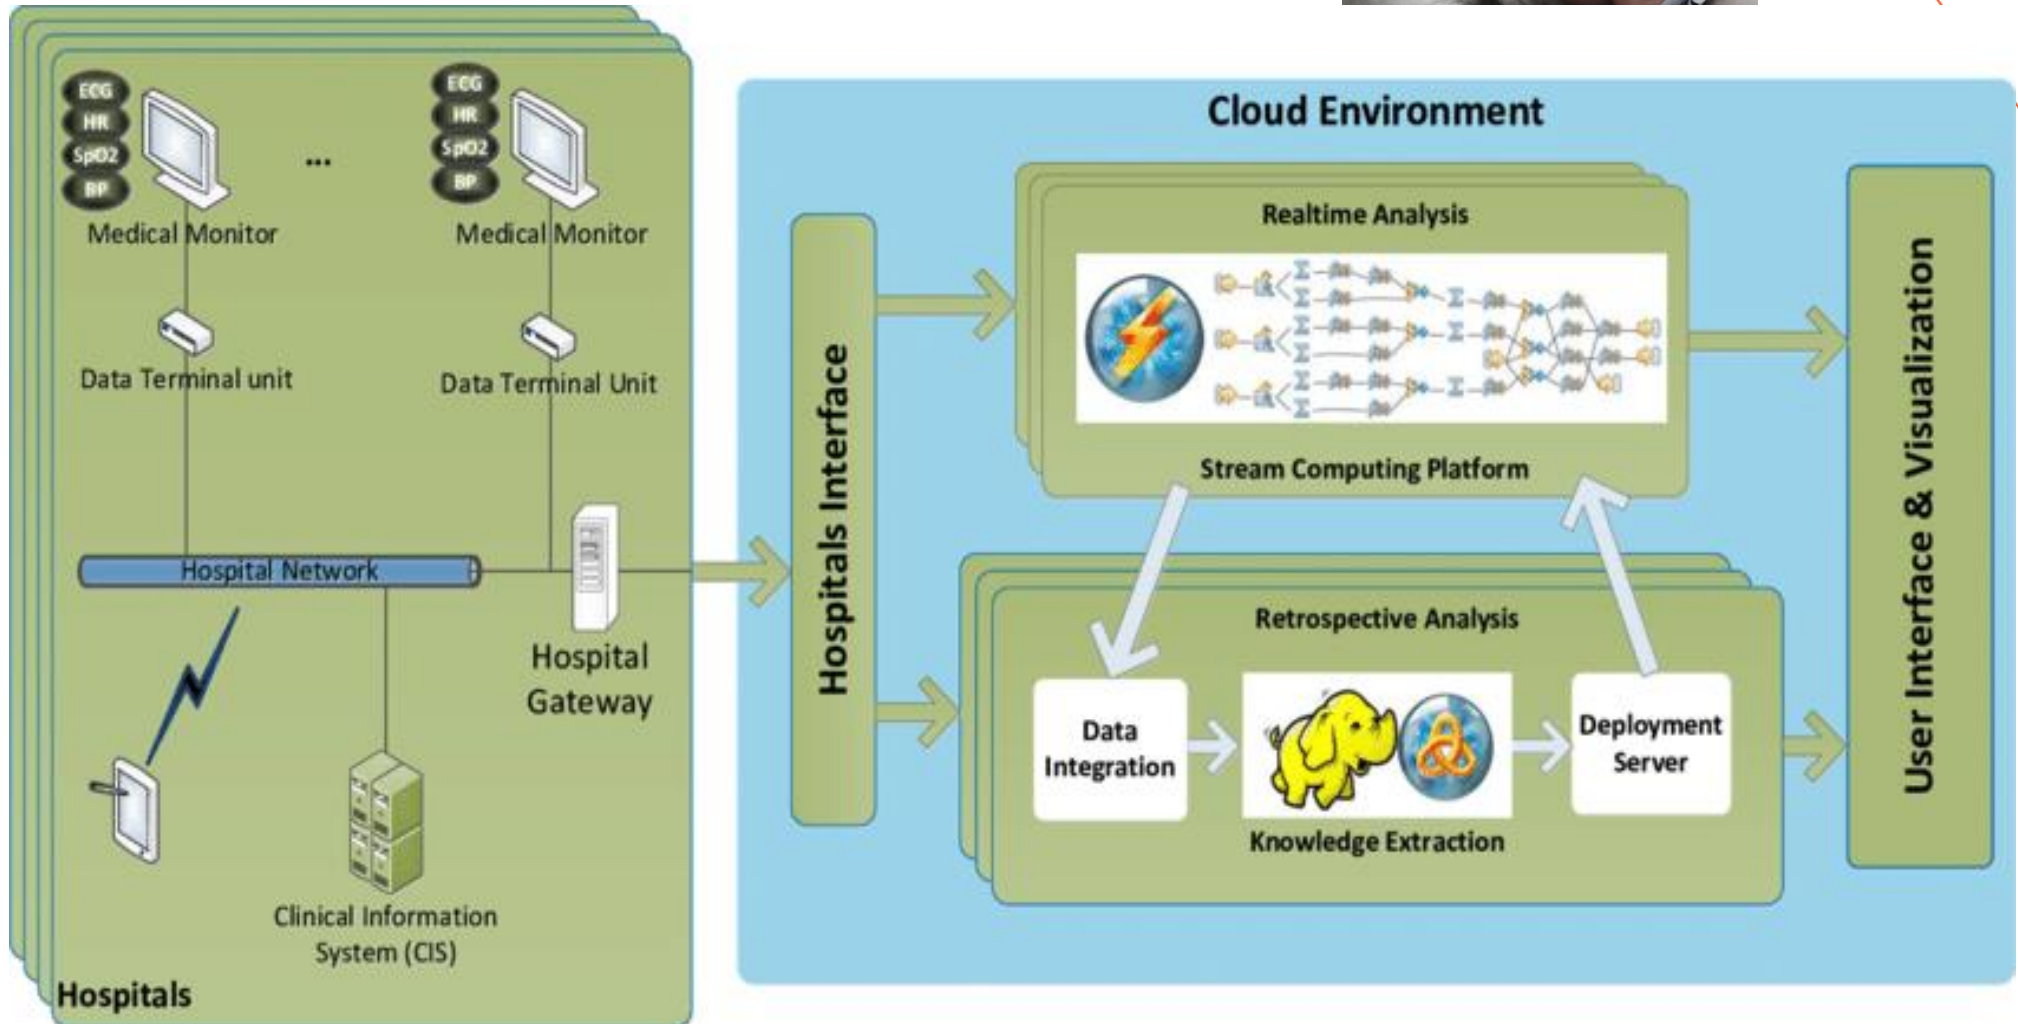 ECG
HR
SpO2
BP
...
ECG
HR
SpO2
BP
Medical Monitor
Medical Monitor
Data Terminal unit
Data Terminal Unit
Hospital Network
Hospital
Gateway
Clinical Information
System (CIS)
Hospitals
Cloud Environment
Hospitals Interface
Realtime Analysis
Stream Computing Platform
Retrospective Analysis
Data
Integration
Knowledge Extraction
Deployment
Server
User Interface & Visualization